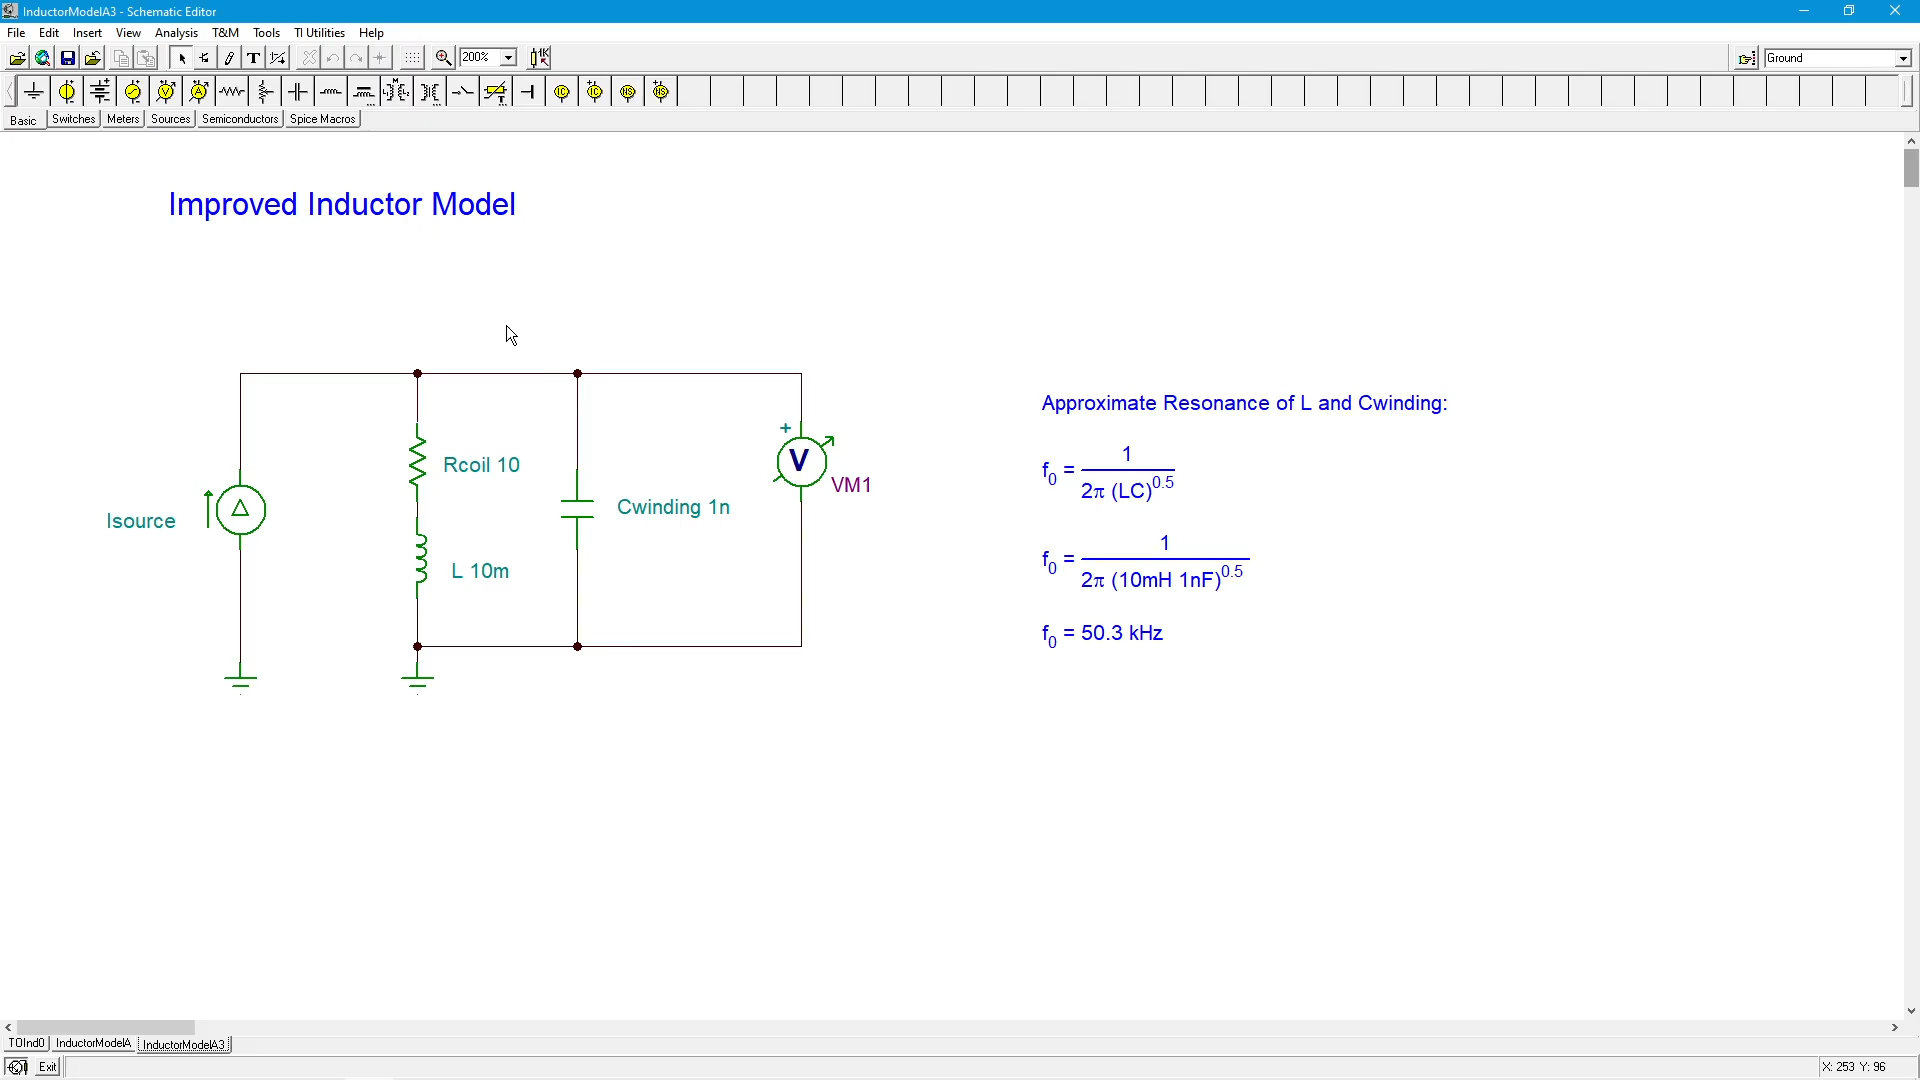 InductorModelA3 - Schematic Editor
File Edit Insert View Analysis T&M Tools TI Utilities Help
200%
1K
Ground
Basic Switches Meters Sources Semiconductors Spice Macros
Improved Inductor Model
Approximate Resonance of L and Cwinding:
f0 = 1 / 2π (LC)^0.5
+
V
VM1
Rcoil 10
Cwinding 1n
Isource
L 10m
f0 = 1 / 2π (10mH 1nF)^0.5
f0 = 50.3 kHz
TOInd0 InductorModelA InductorModelA3
Exit
X: 253 Y: 96